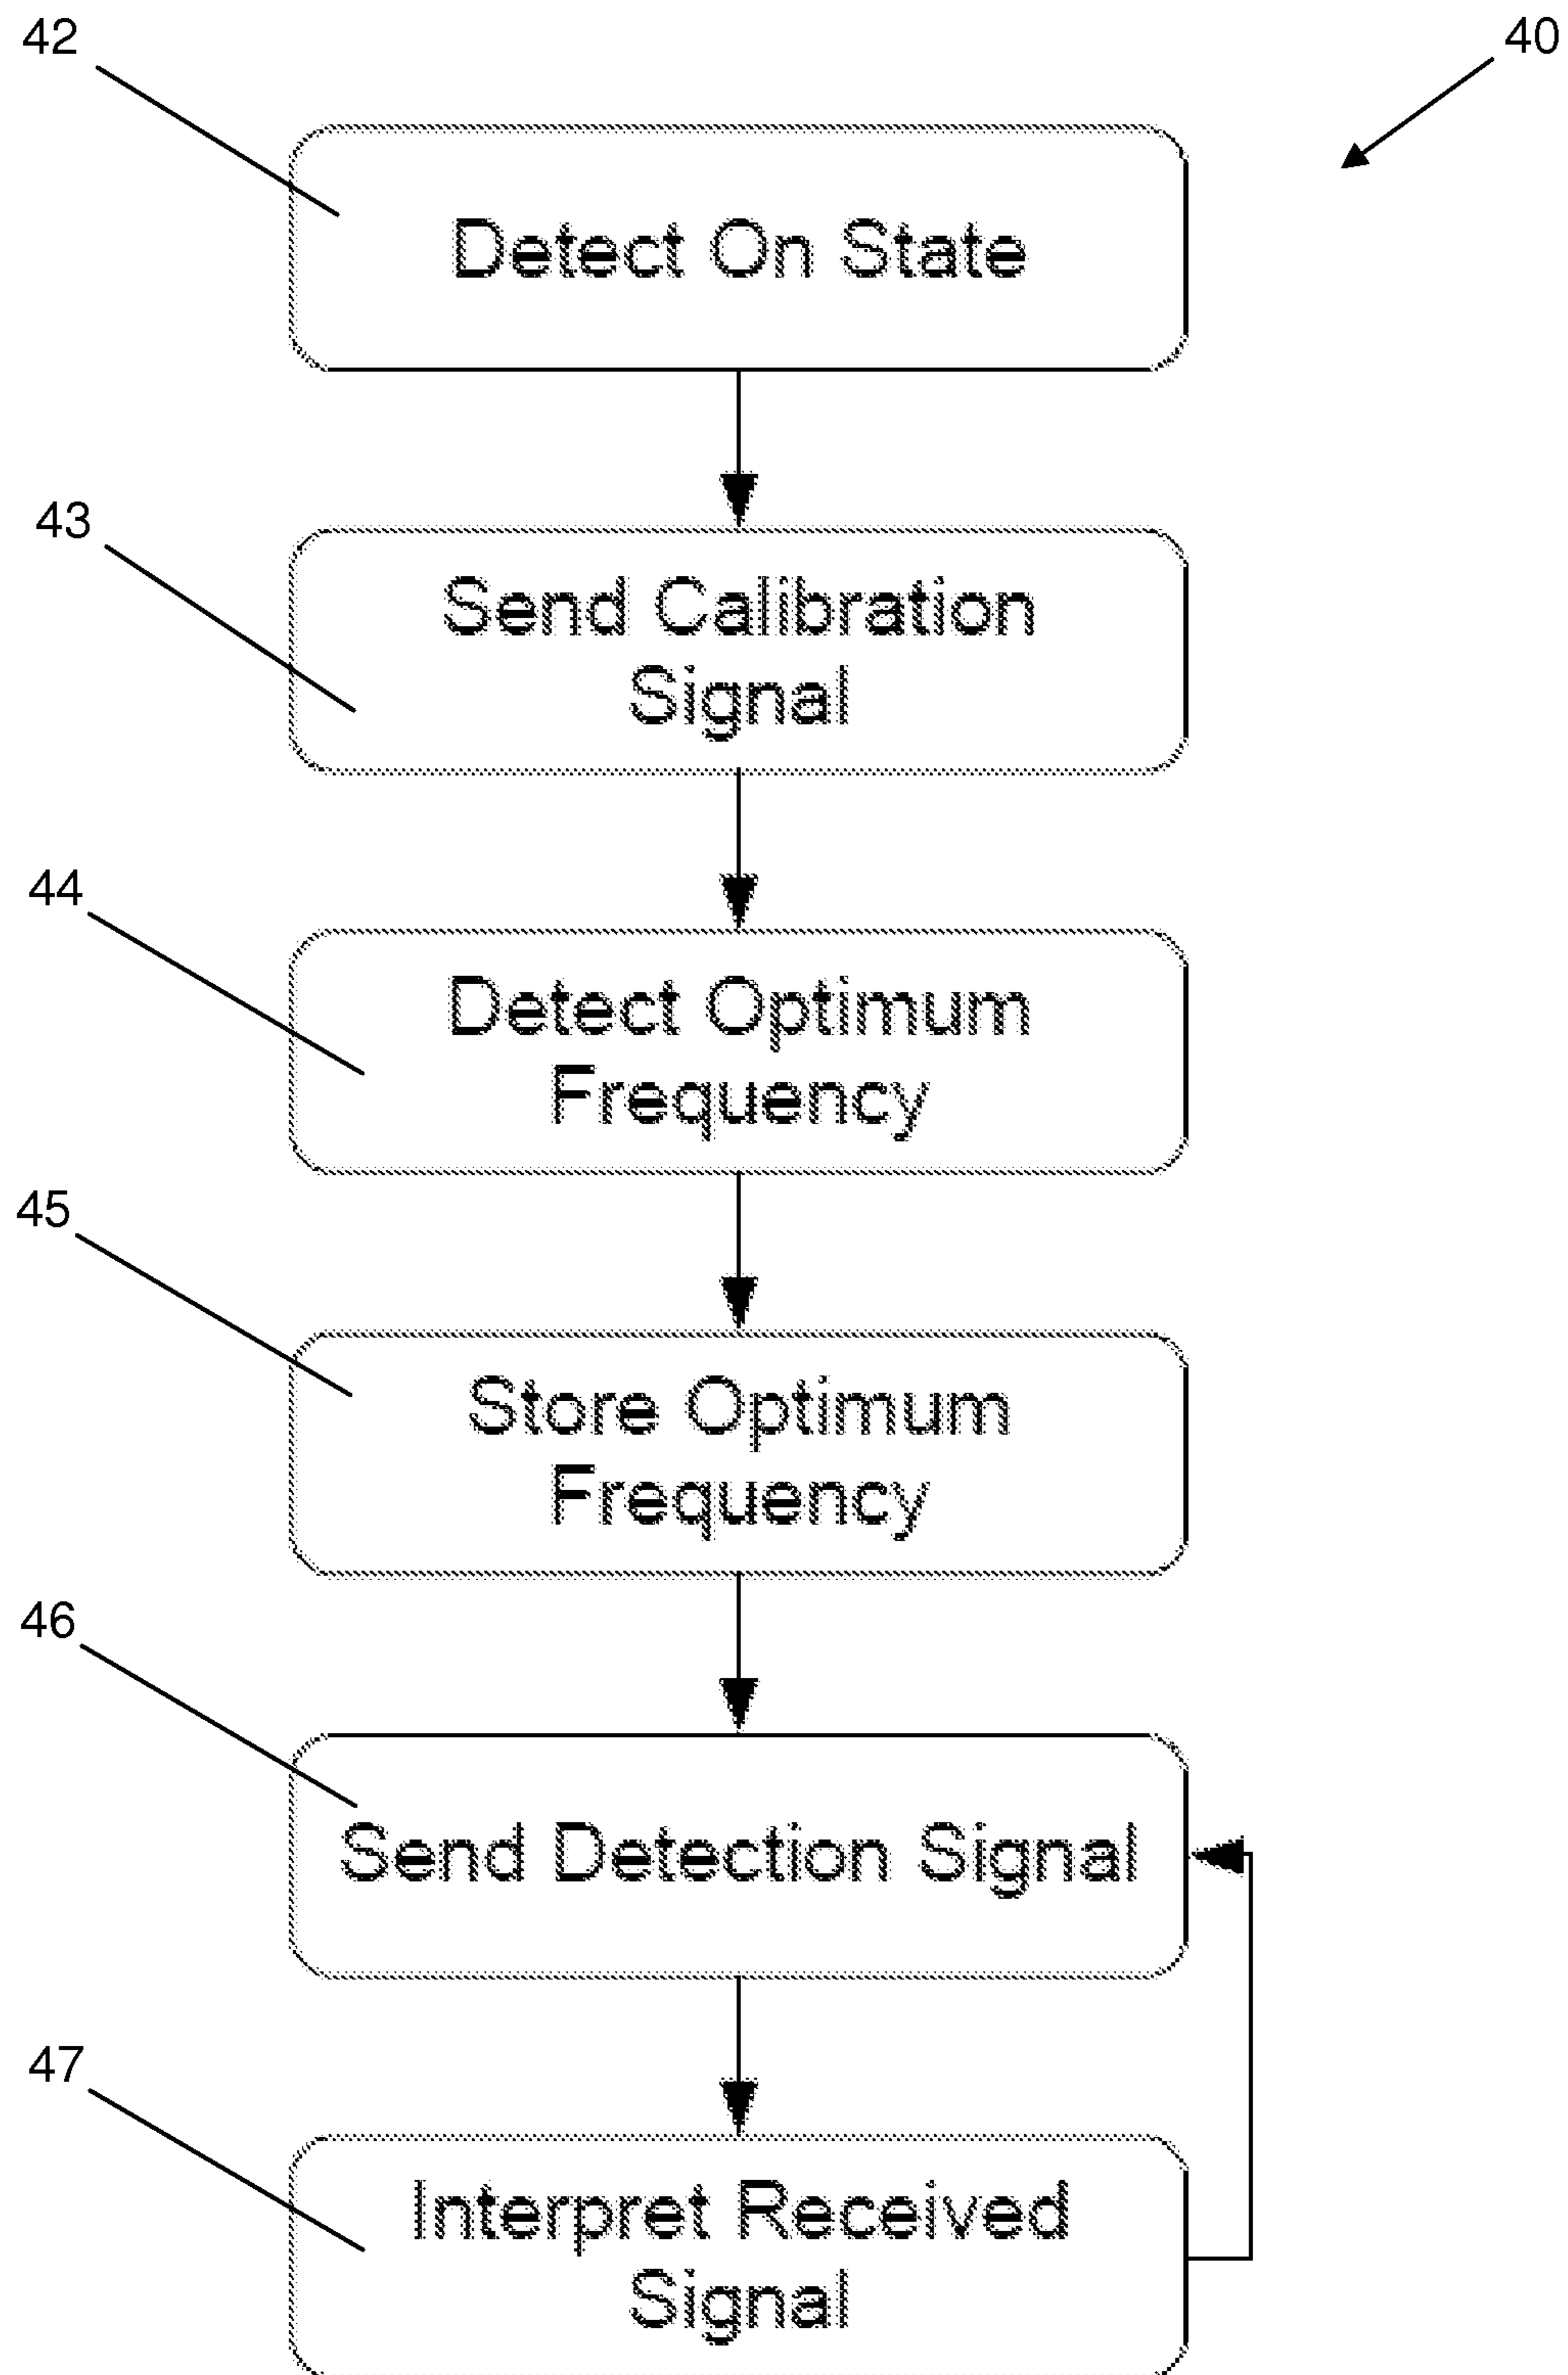 42
40
Detect On State
43
Send Calibration
Signal
44
Detect Optimum
Frequency
45
Store Optimum
Frequency
46
Send Detection Signal
47
Interpret Received
Signal